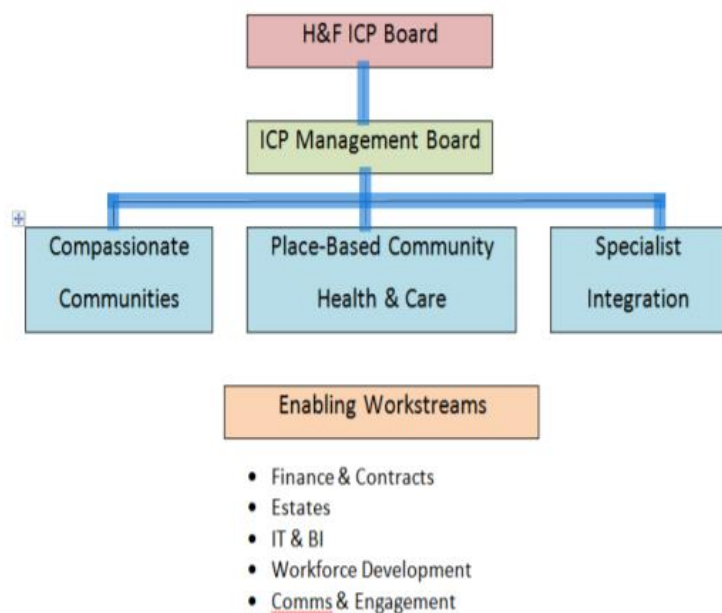 H&F ICP Board
ICP Management Board
Compassionate
Communities
Place-Based Community
Health & Care
Specialist
Integration
Enabling Workstreams
• Finance & Contracts
• Estates
• IT & BI
• Workforce Development
• Comms & Engagement